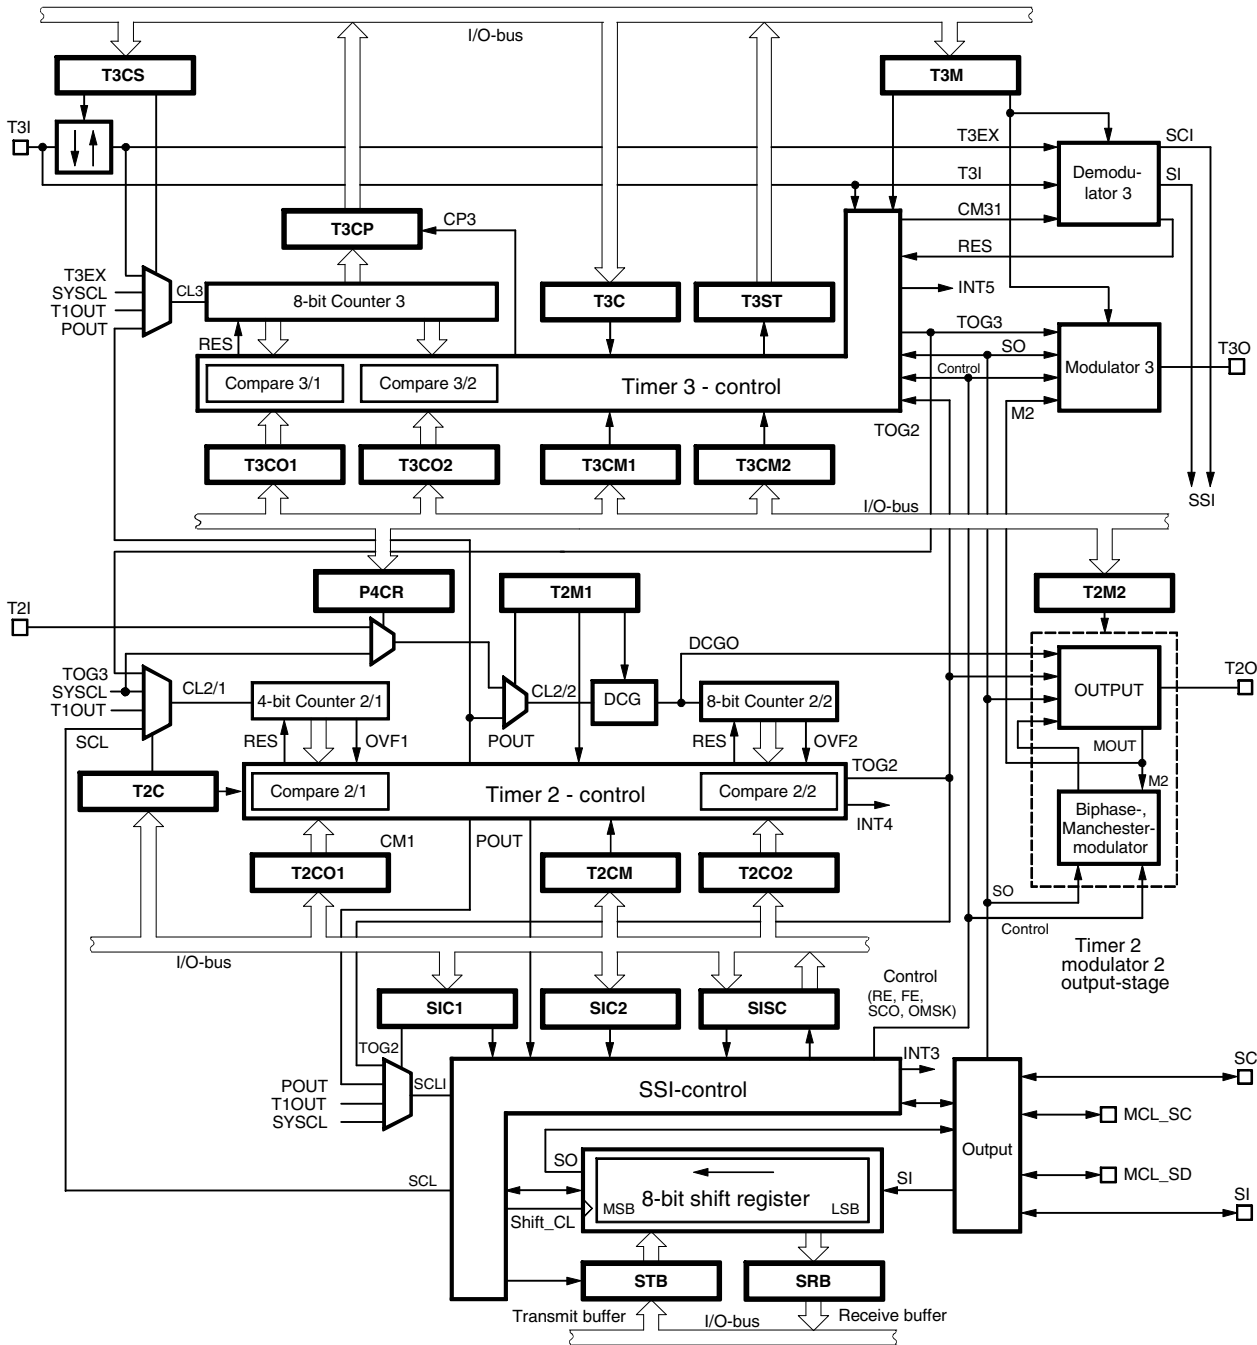 I/O-bus
T3CS
T3M
T3I
T3EX
SCI
T3I
SI
Demodu-
lator 3
T3CP
CP3
CM31
RES
T3EX
SYSCL
T1OUT
POUT
CL3
8-bit Counter 3
T3C
T3ST
INT5
TOG3
RES
SO
Control
Modulator 3
T3O
Compare 3/1
Compare 3/2
Timer 3 - control
M2
TOG2
T3CO1
T3CO2
T3CM1
T3CM2
SSI
I/O-bus
P4CR
T2M1
T2M2
T2I
DCGO
TOG3
SYSCL
T1OUT
SCL
CL2/1
4-bit Counter 2/1
CL2/2
DCG
8-bit Counter 2/2
OUTPUT
T2O
RES
OVF1
POUT
RES
OVF2
MOUT
T2C
Compare 2/1
Timer 2 - control
Compare 2/2
TOG2
M2
INT4
Biphase-,
Manchester-
modulator
CM1
POUT
T2CO1
T2CM
T2CO2
SO
Control
I/O-bus
Timer 2
modulator 2
output-stage
SIC1
SIC2
SISC
Control
(RE, FE,
SCO, OMSK)
TOG2
INT3
POUT
T1OUT
SYSCL
SCLI
SSI-control
SC
MCL_SC
Output
SO
SI
MCL_SD
SCL
8-bit shift register
MSB
LSB
Shift_CL
SI
STB
SRB
Transmit buffer
I/O-bus
Receive buffer